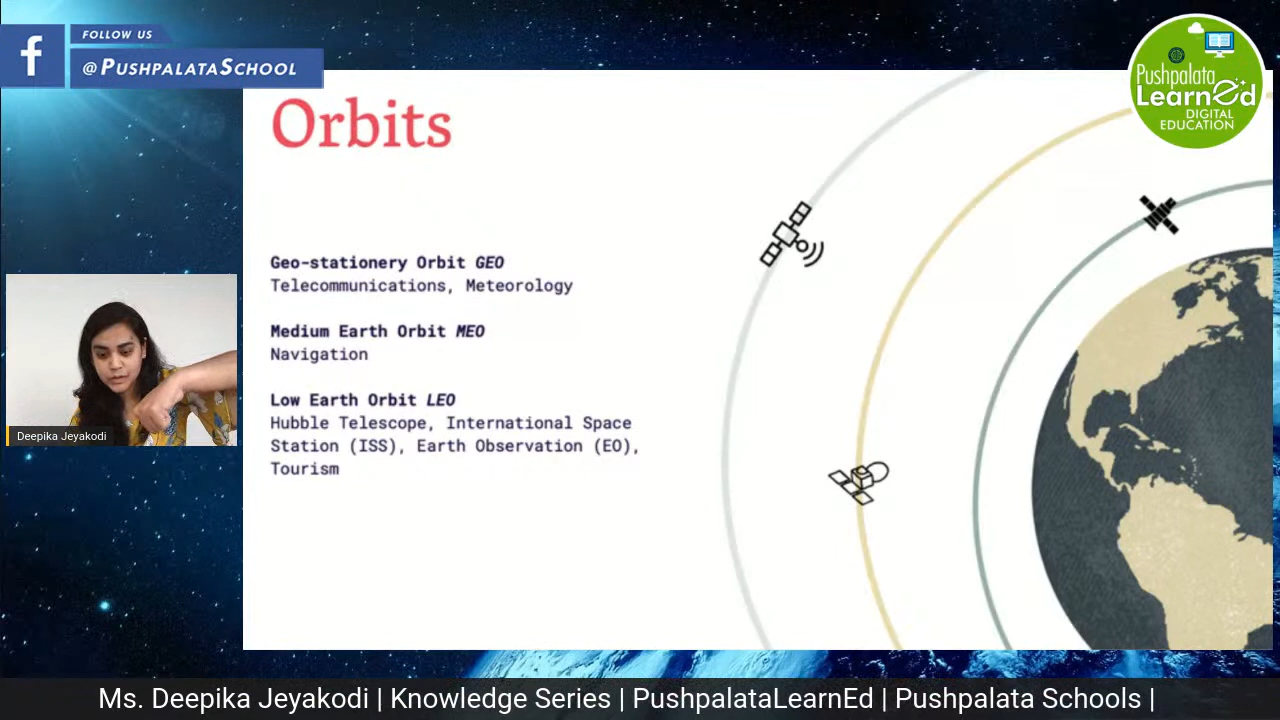 FOLLOW US
@PUSHPALATASCHOOL
Pushpalata
LearnEd
DIGITAL
EDUCATION
Orbits
Geo-stationery Orbit GEO
Telecommunications, Meteorology
Medium Earth Orbit MEO
Navigation
Low Earth Orbit LEO
Hubble Telescope, International Space
Station (ISS), Earth Observation (EO),
Tourism
Deepika Jeyakodi
Ms. Deepika Jeyakodi | Knowledge Series | PushpalataLearnEd | Pushpalata Schools |